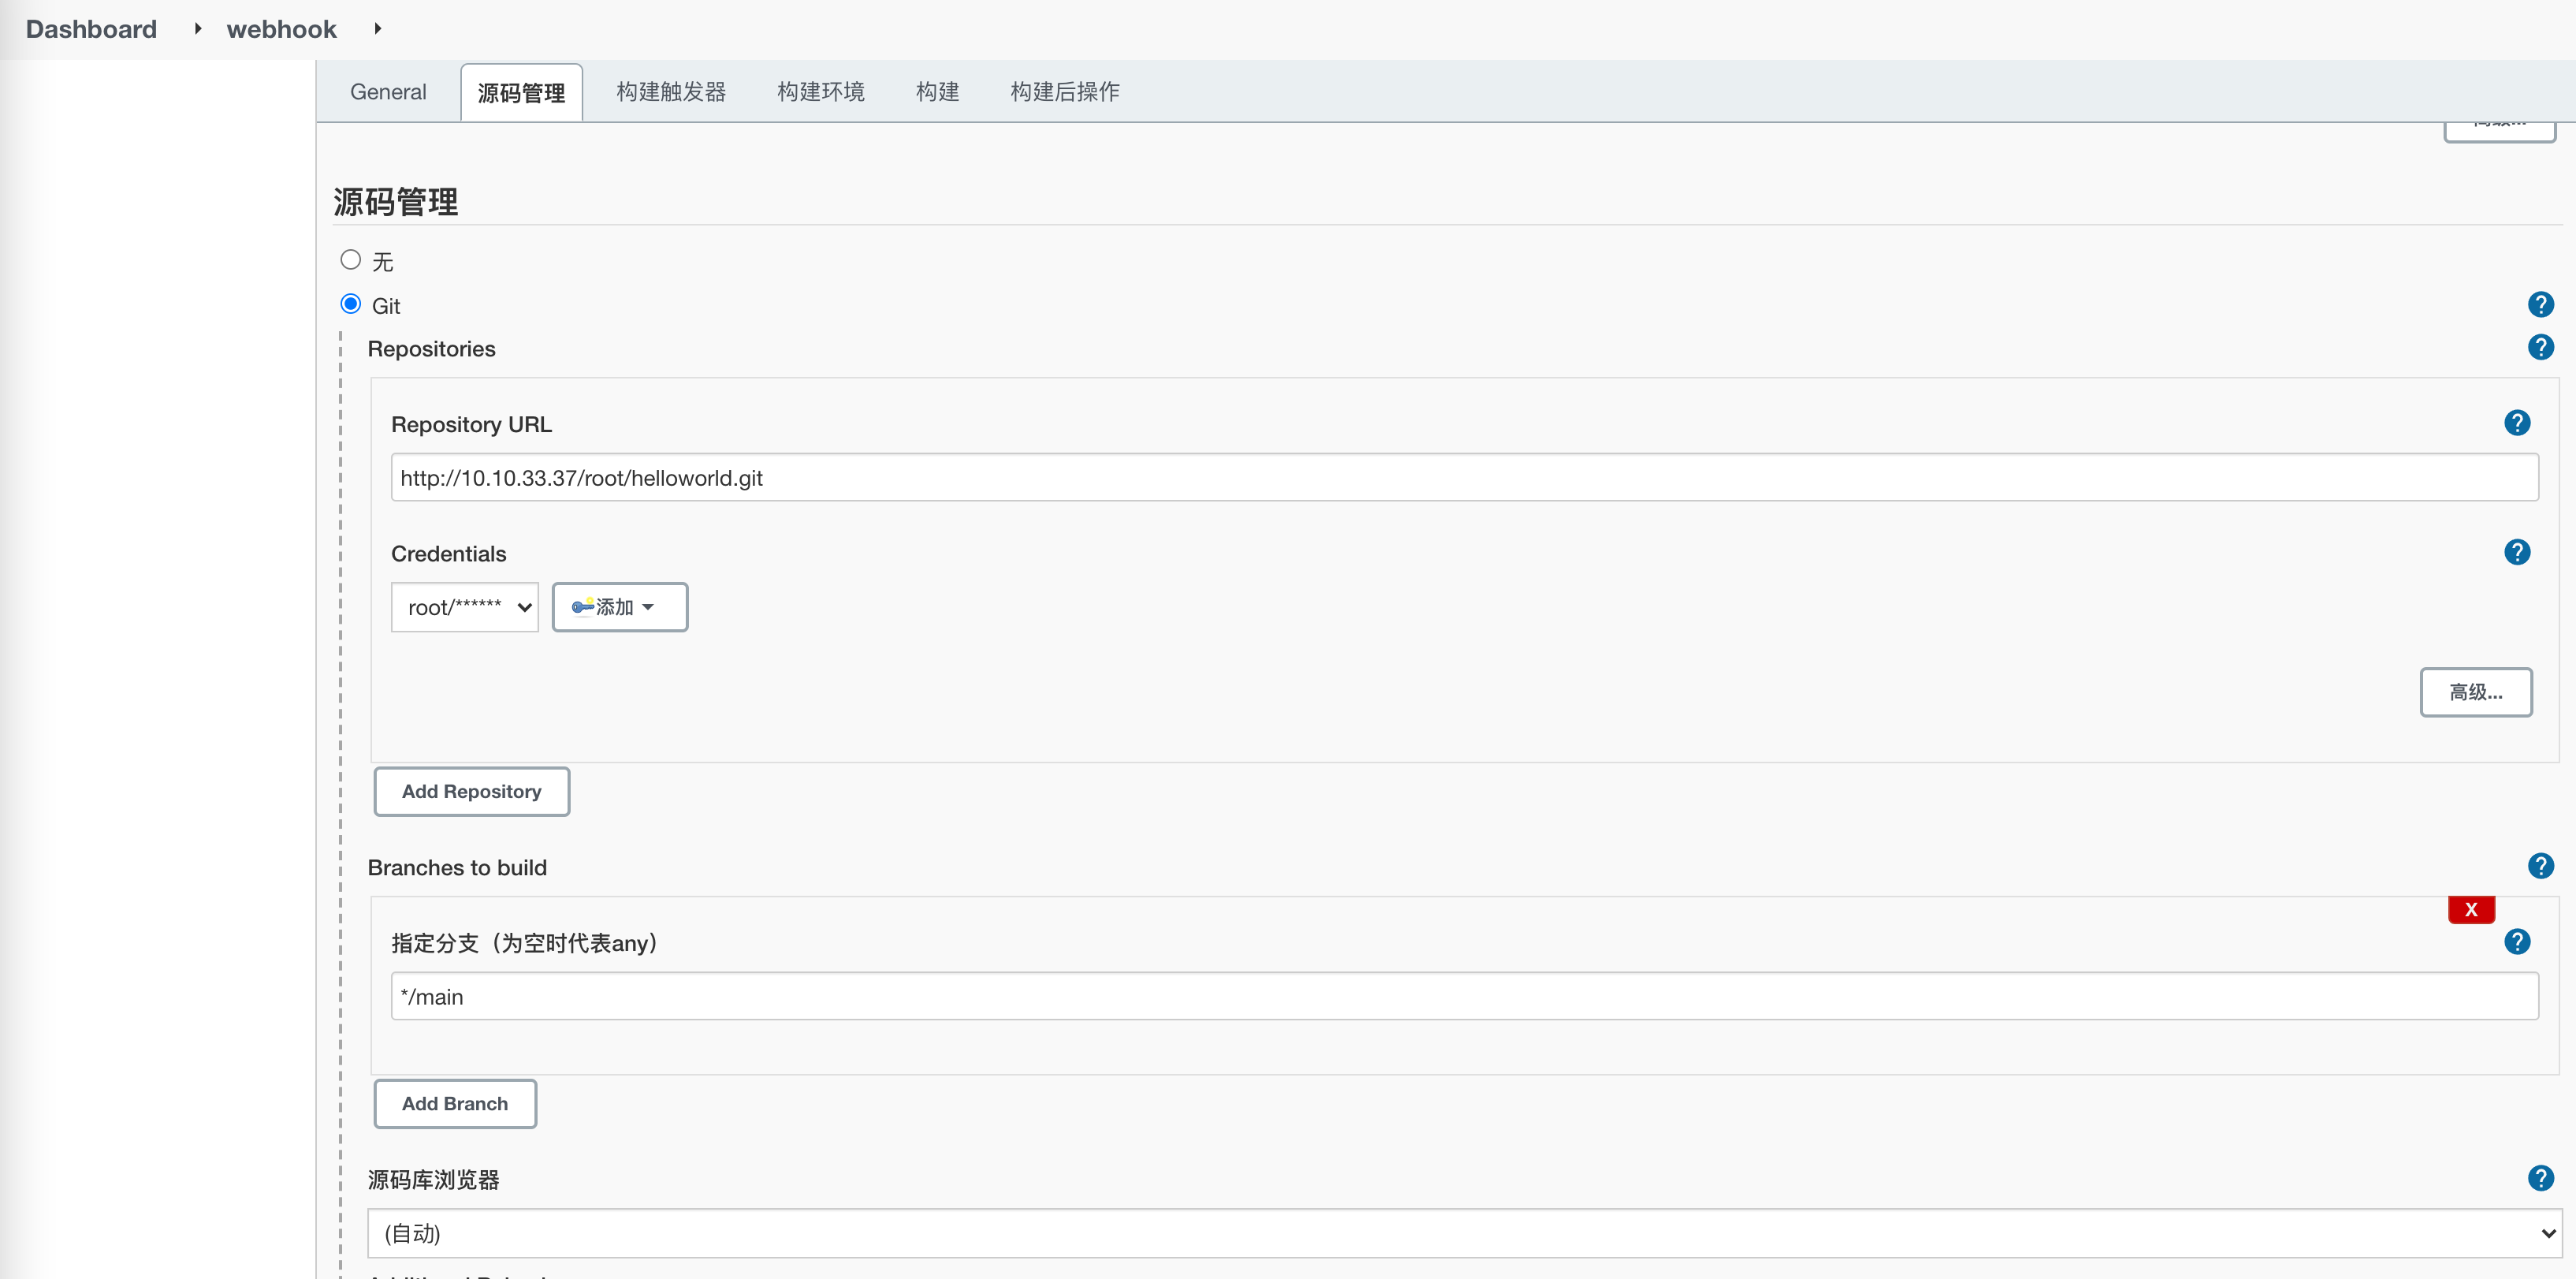 Dashboard webhook
General 源码管理 构建触发器 构建环境 构建 构建后操作
源码管理
无
Git
Repositories
Repository URL
http://10.10.33.37/root/helloworld.git
Credentials
root/****** 添加
高级...
Add Repository
Branches to build
X
指定分支（为空时代表any）
*/main
Add Branch
源码库浏览器
(自动)